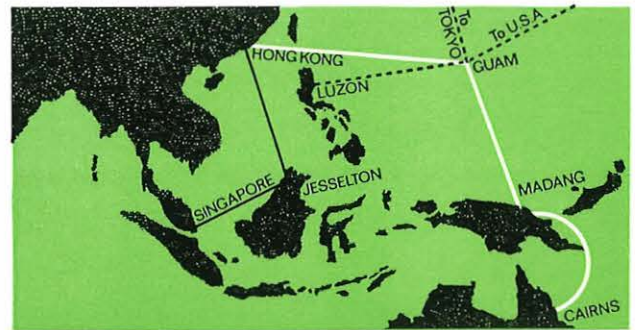 To
TOKYO
To U.S.A
HONG KONG
GUAM
LUZON
SINGAPORE
JESSELTON
MADANG
CAIRNS